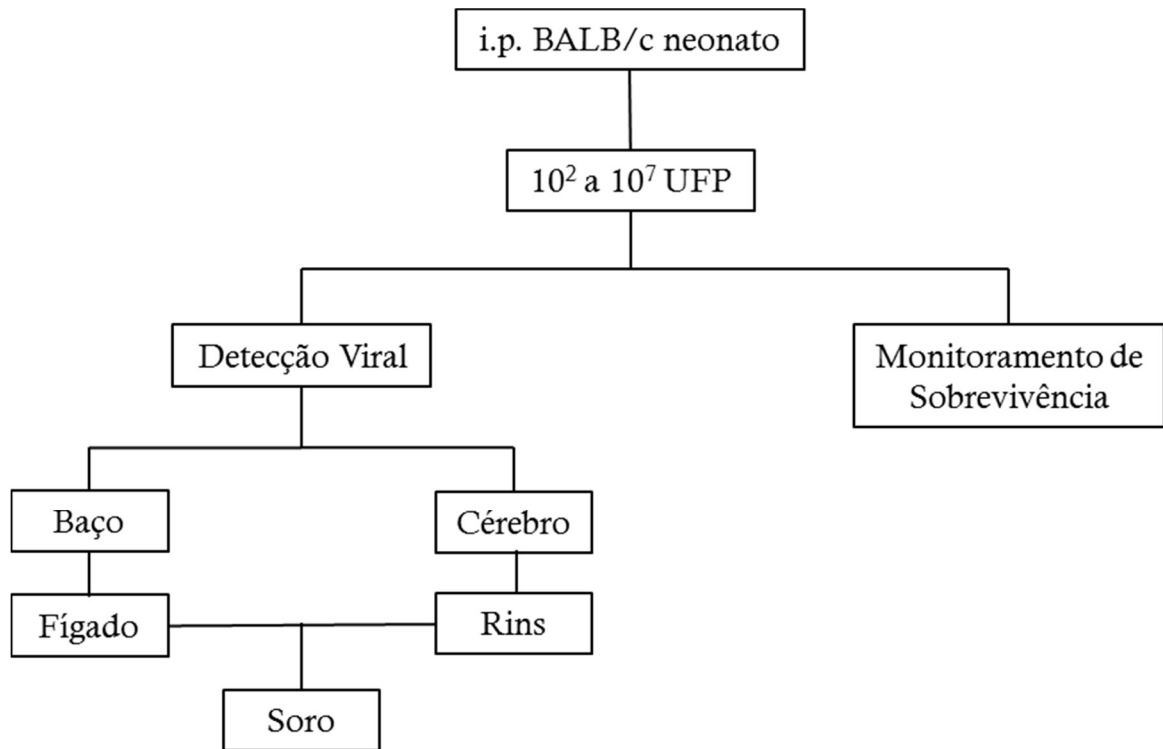 i.p. BALB/c neonato
10² a 10⁷ UFP
Detecção Viral
Monitoramento de
Sobrevivência
Baço
Cérebro
Fígado
Rins
Soro